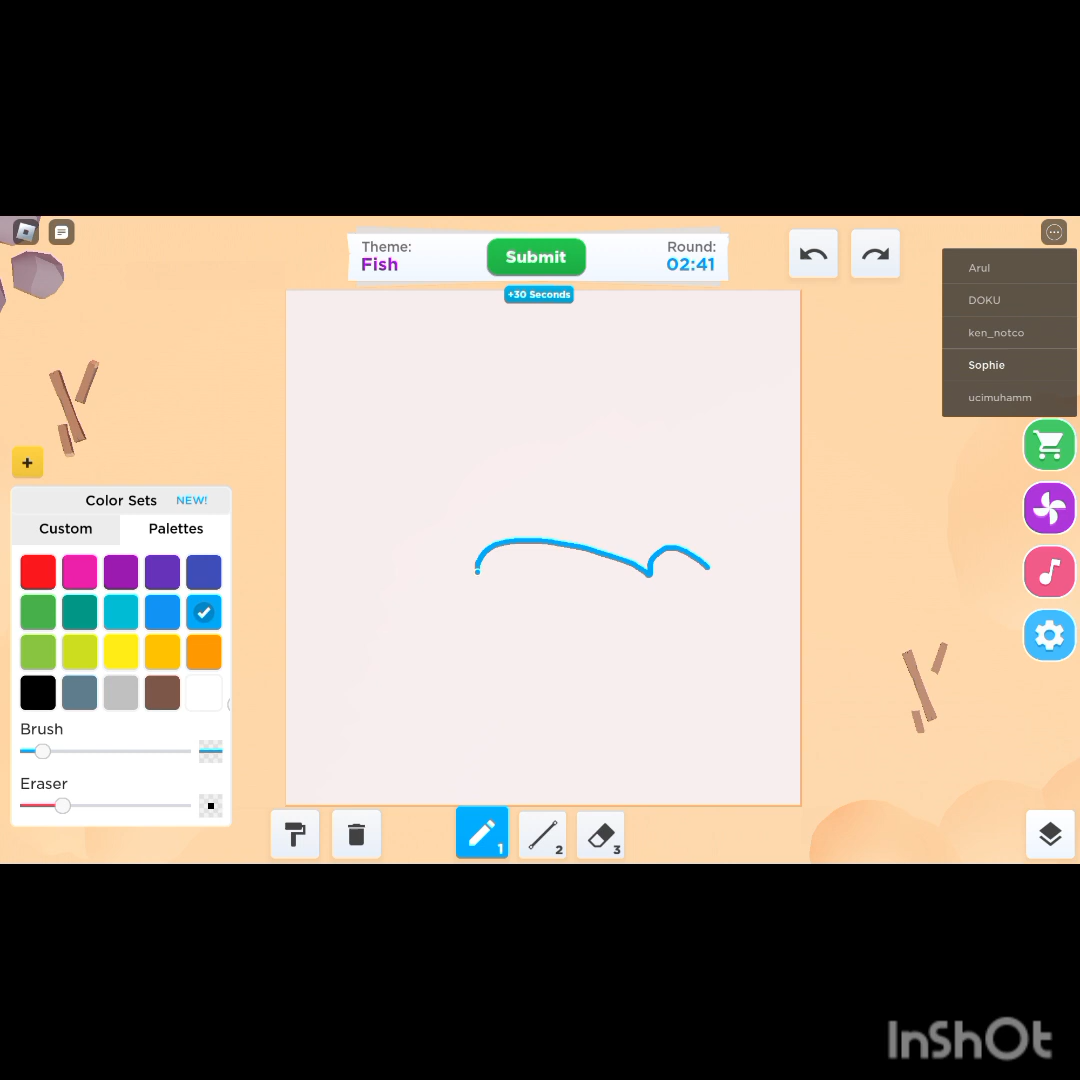 Theme:
Fish
Submit
Round:
02:41
+30 Seconds
Arul
DOKU
ken_notco
Sophie
ucimuhamm
+
Color Sets NEW!
Custom Palettes
Brush
Eraser
1
2
3
InShOt